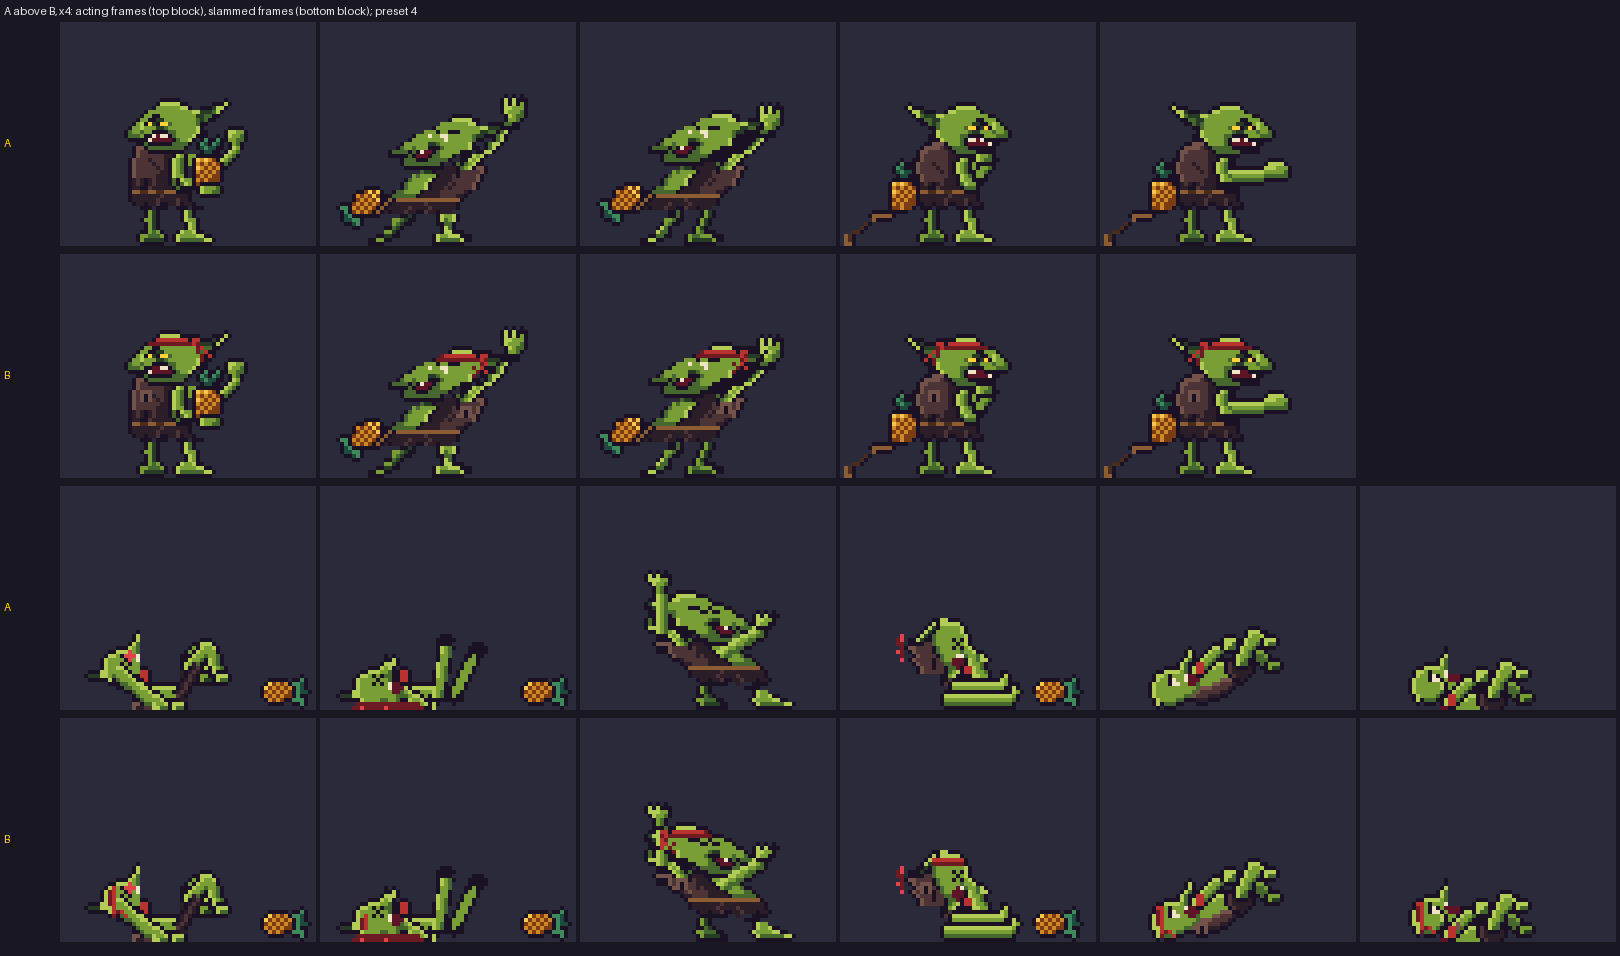 A above B, x4: acting frames (top block), slammed frames (bottom block); preset 4
A
B
A
B